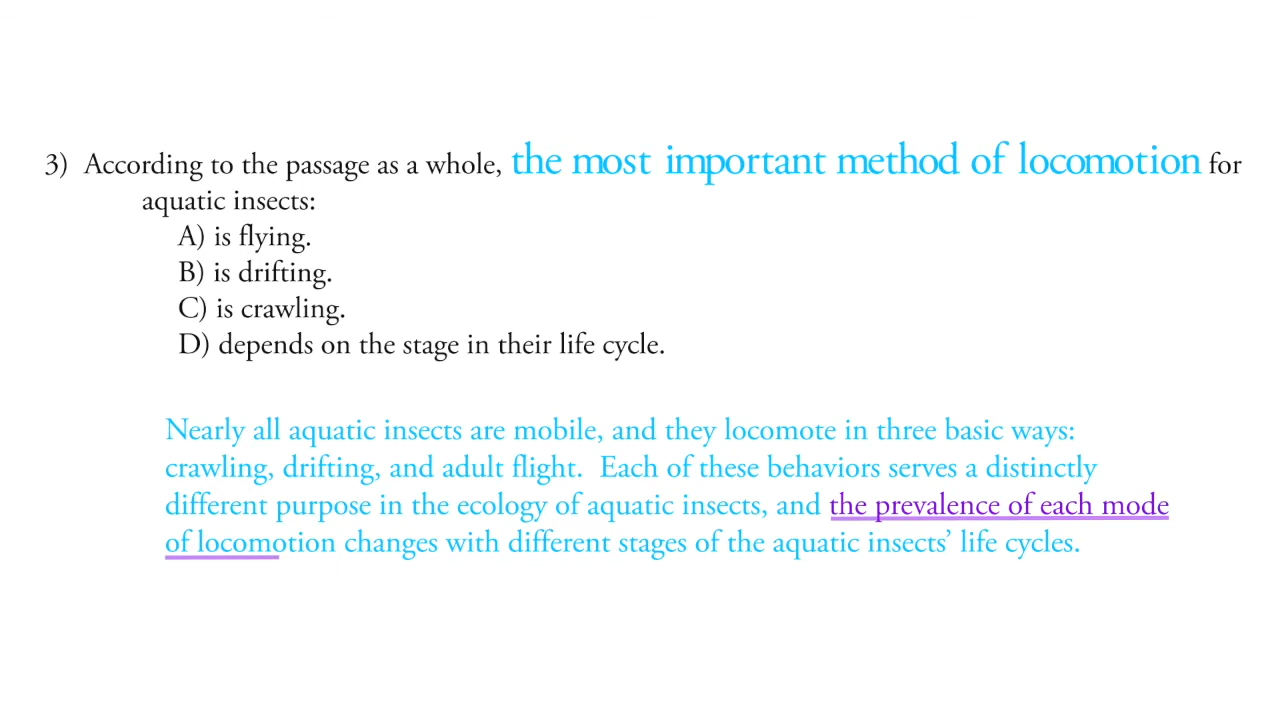 3) According to the passage as a whole, the most important method of locomotion for
aquatic insects:
A) is flying.
B) is drifting.
C) is crawling.
D) depends on the stage in their life cycle.
Nearly all aquatic insects are mobile, and they locomote in three basic ways:
crawling, drifting, and adult flight. Each of these behaviors serves a distinctly
different purpose in the ecology of aquatic insects, and the prevalence of each mode
of locomotion changes with different stages of the aquatic insects’ life cycles.